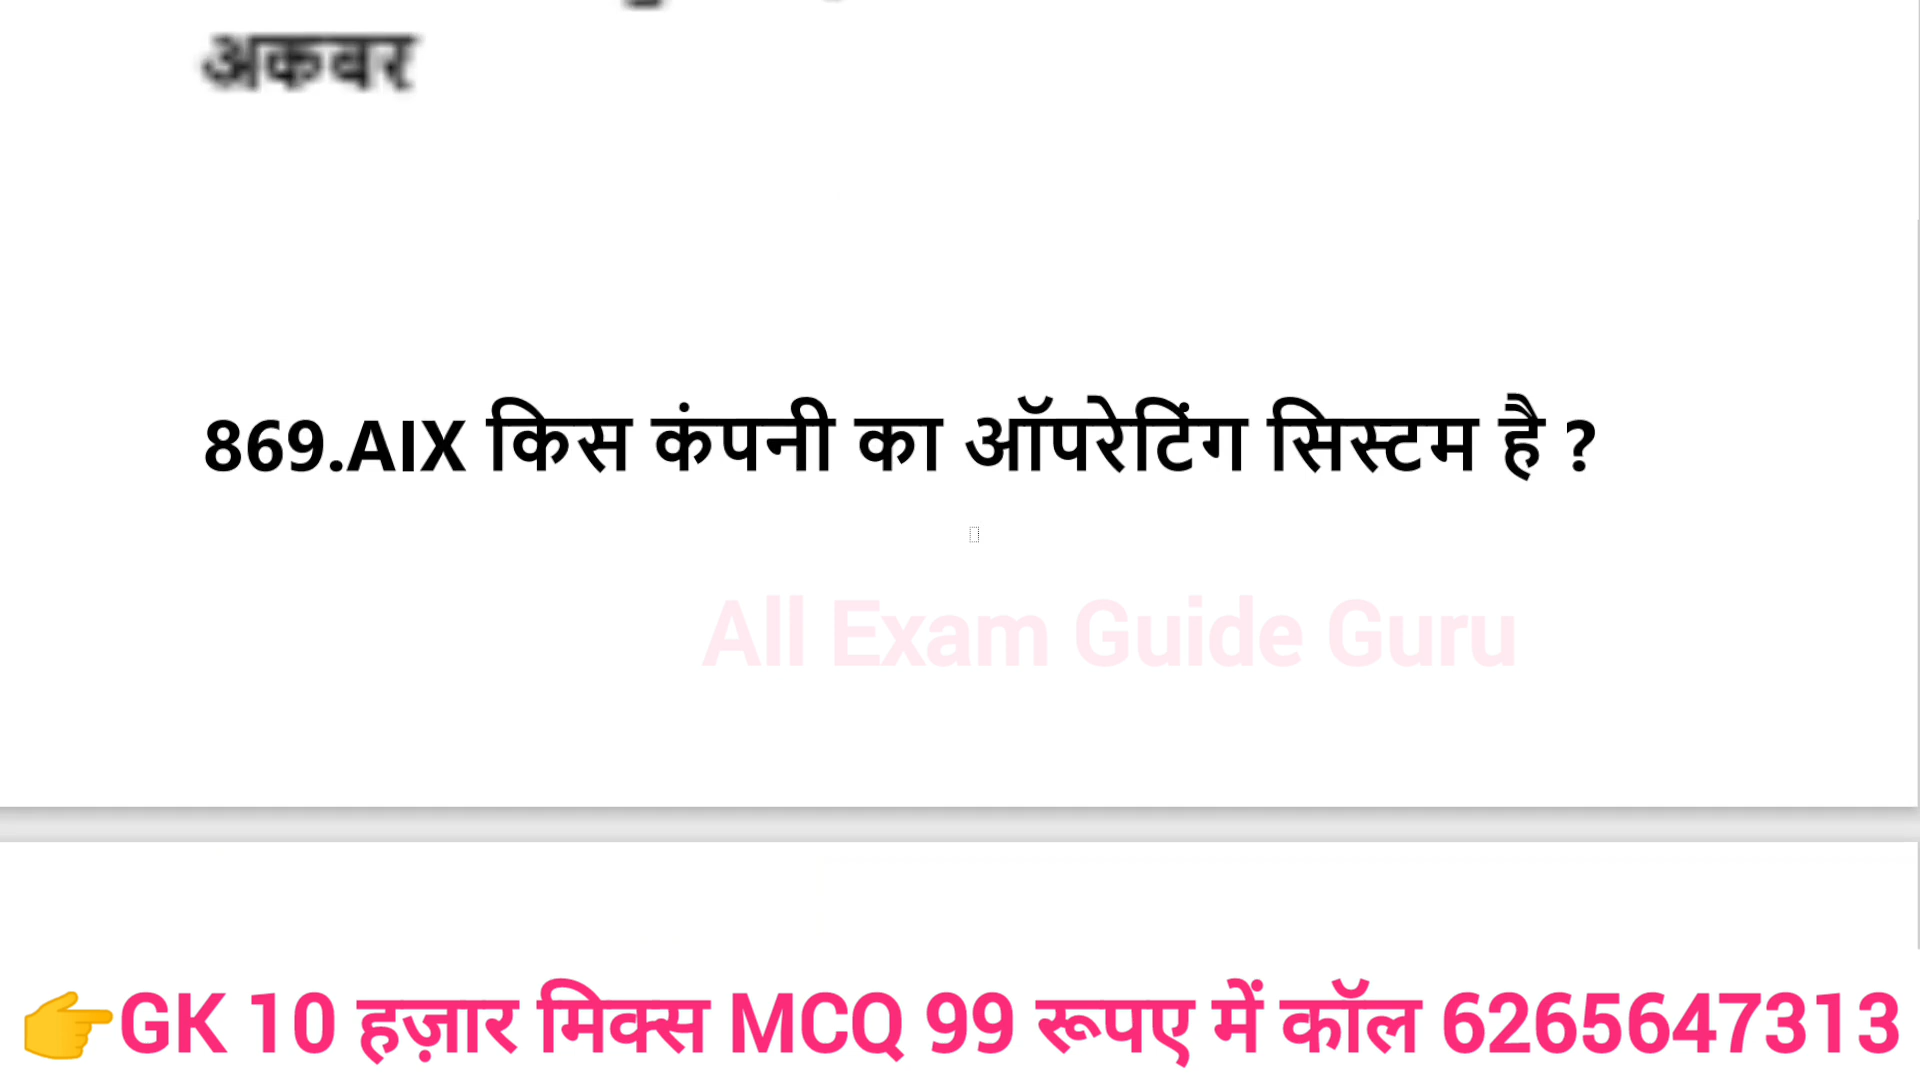 अकबर
869.AIX किस कंपनी का ऑपरेटिंग सिस्टम है ?
All Exam Guide Guru
👉GK 10 हज़ार मिक्स MCQ 99 रूपए में कॉल 6265647313